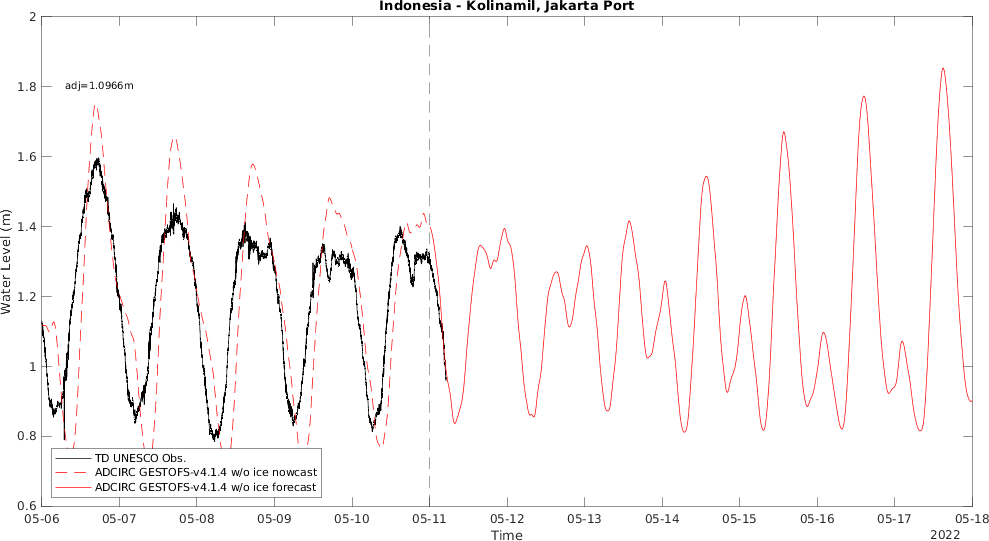 Indonesia - Kolinamil, Jakarta Port
2
1.8
1.6
1.4
1.2
1
0.8
0.6
Water Level (m)
adj=1.0966m
TD UNESCO Obs.
ADCIRC GESTOFS-v4.1.4 w/o ice nowcast
ADCIRC GESTOFS-v4.1.4 w/o ice forecast
05-06 05-07 05-08 05-09 05-10 05-11 05-12 05-13 05-14 05-15 05-16 05-17 05-18
Time
2022